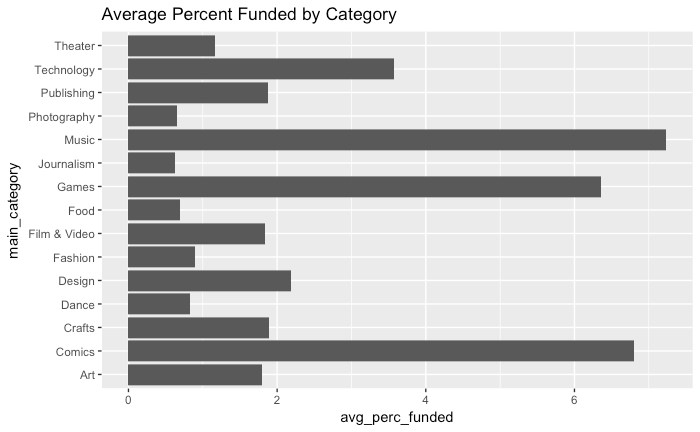 Average Percent Funded by Category
main_category
Theater
Technology
Publishing
Photography
Music
Journalism
Games
Food
Film & Video
Fashion
Design
Dance
Crafts
Comics
Art
0 2 4 6
avg_perc_funded